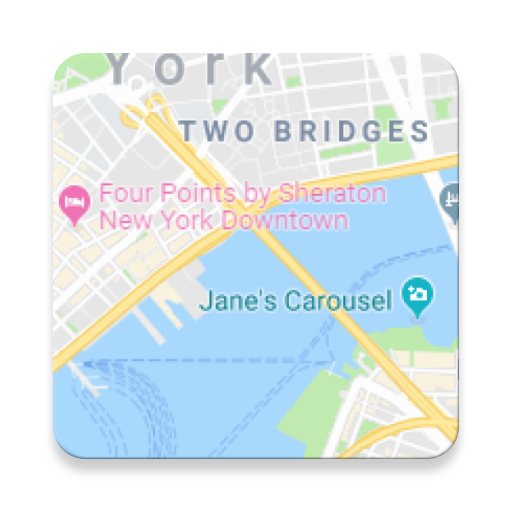 York
TWO BRIDGES
Four Points by Sheraton
New York Downtown
Jane's Carousel